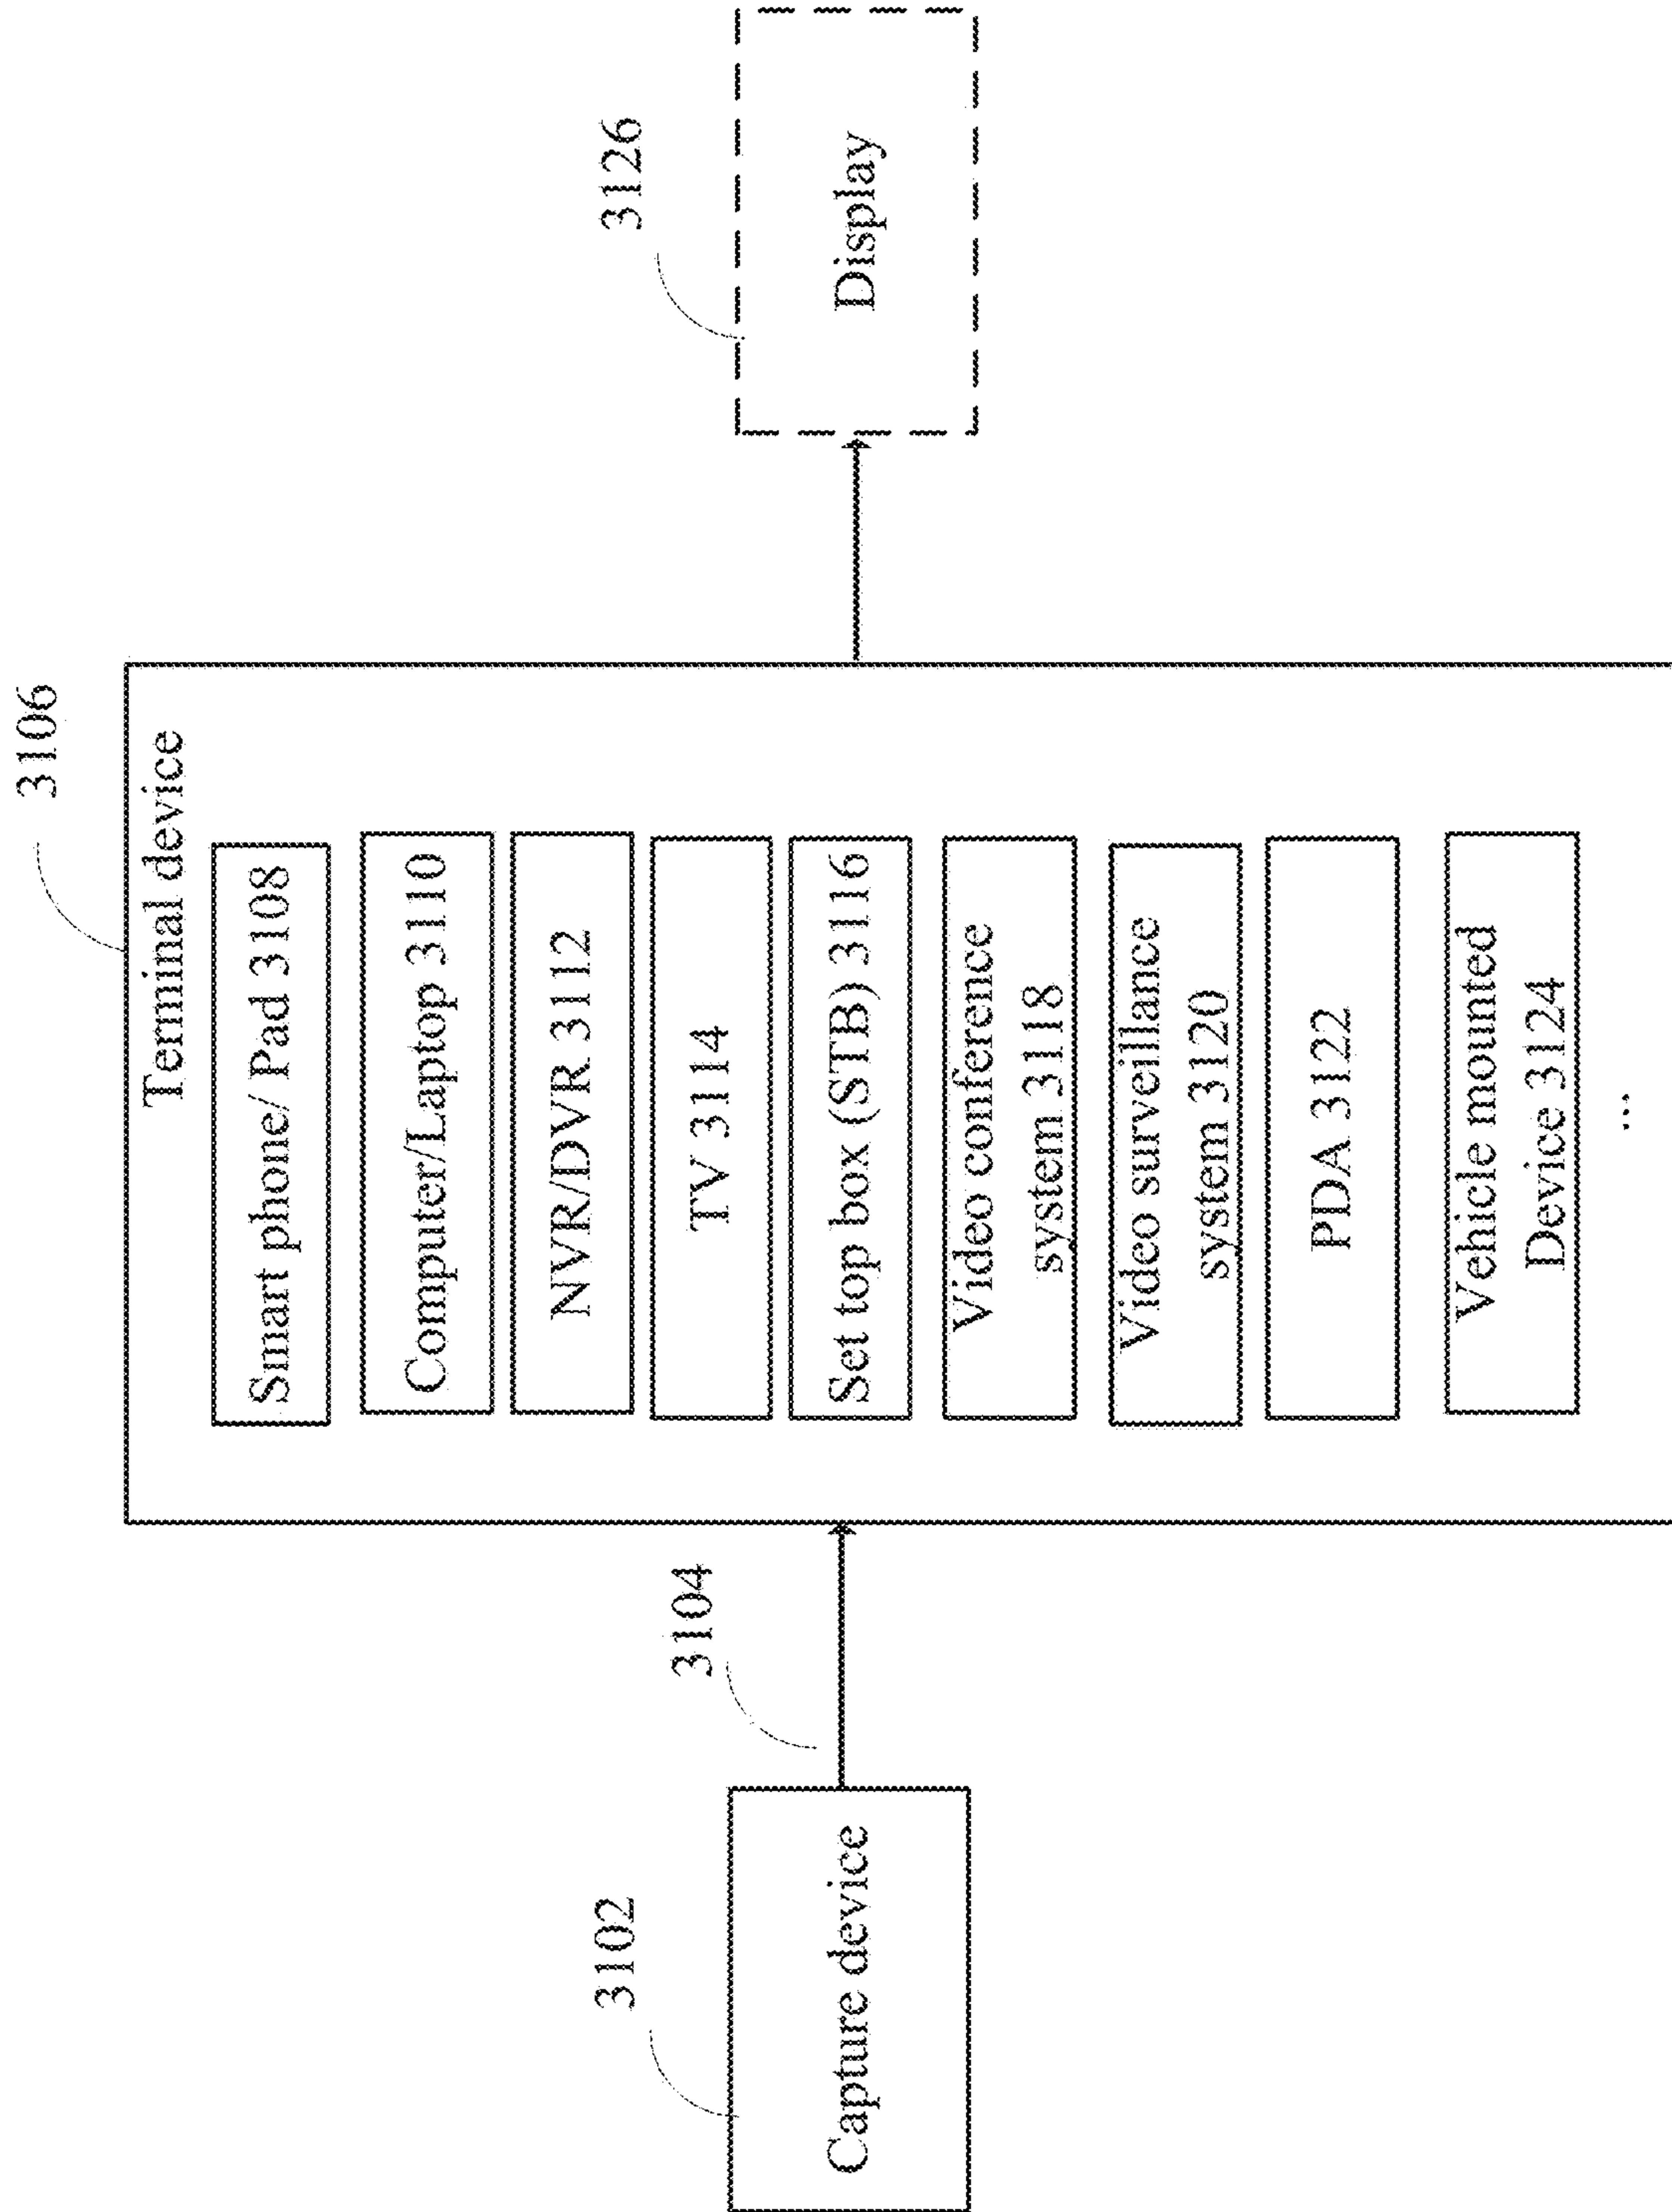 3102
Capture device
3104
3106
Terminal device
Smart phone/ Pad 3108
Computer/Laptop 3110
NVR/DVR 3112
TV 3114
Set top box (STB) 3116
Video conference
system 3118
Video surveillance
system 3120
PDA 3122
Vehicle mounted
Device 3124
...
3126
Display